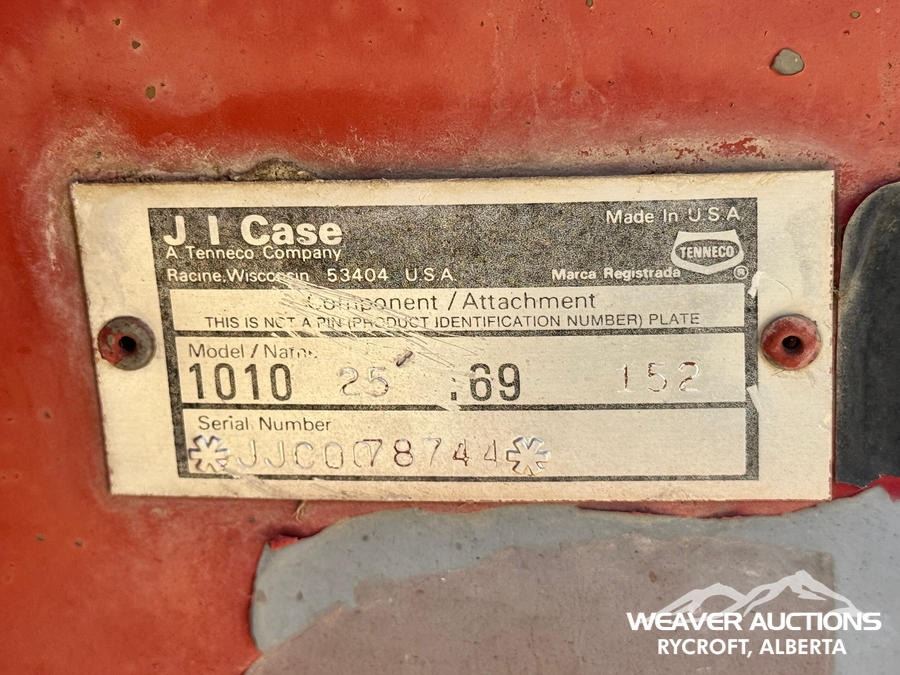 J I Case
A Tenneco Company
Racine, Wisconsin 53404 U.S.A.
Made In U.S.A.
TENNECO
Marca Registrada ®
Component / Attachment
THIS IS NOT A PIN (PRODUCT IDENTIFICATION NUMBER) PLATE
Model / Name
1010 25' .69 152
Serial Number
*JJC0078744*
WEAVER AUCTIONS
RYCROFT, ALBERTA